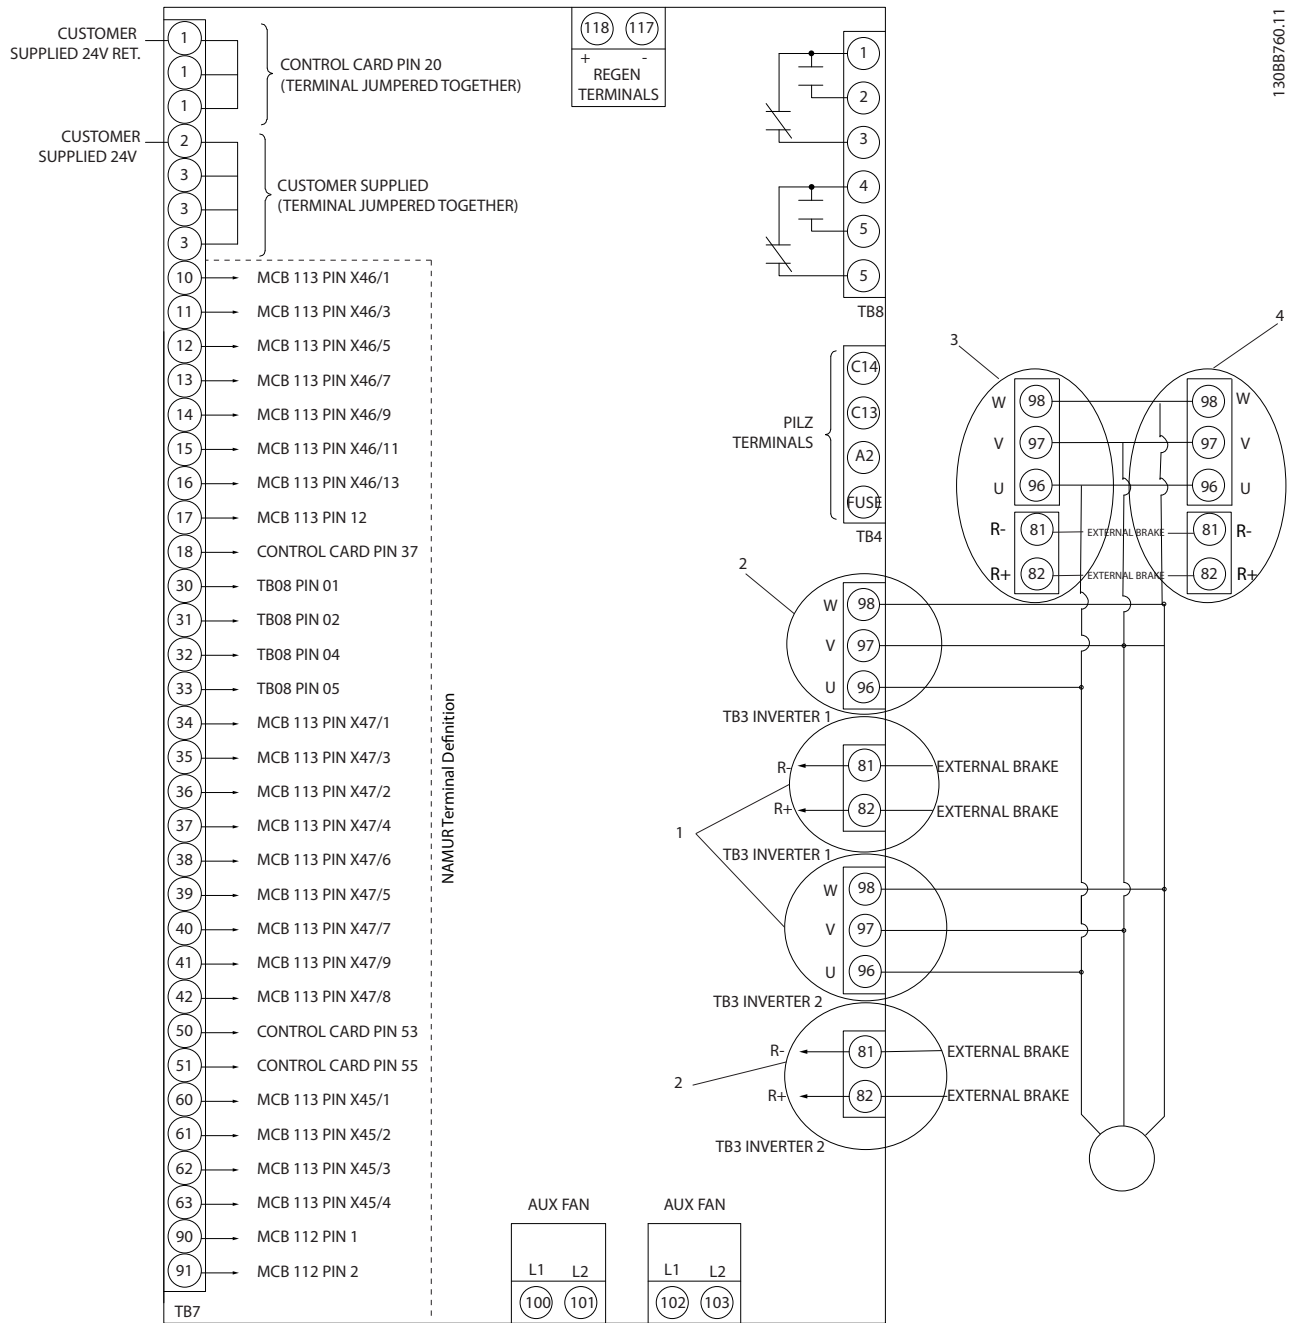 130BB760.11
CUSTOMER
SUPPLIED 24V RET.
CUSTOMER
SUPPLIED 24V
1
1
1
2
3
3
3
CONTROL CARD PIN 20
(TERMINAL JUMPERED TOGETHER)
CUSTOMER SUPPLIED
(TERMINAL JUMPERED TOGETHER)
10 MCB 113 PIN X46/1
11 MCB 113 PIN X46/3
12 MCB 113 PIN X46/5
13 MCB 113 PIN X46/7
14 MCB 113 PIN X46/9
15 MCB 113 PIN X46/11
16 MCB 113 PIN X46/13
17 MCB 113 PIN 12
18 CONTROL CARD PIN 37
30 TB08 PIN 01
31 TB08 PIN 02
32 TB08 PIN 04
33 TB08 PIN 05
34 MCB 113 PIN X47/1
35 MCB 113 PIN X47/3
36 MCB 113 PIN X47/2
37 MCB 113 PIN X47/4
38 MCB 113 PIN X47/6
39 MCB 113 PIN X47/5
40 MCB 113 PIN X47/7
41 MCB 113 PIN X47/9
42 MCB 113 PIN X47/8
50 CONTROL CARD PIN 53
51 CONTROL CARD PIN 55
60 MCB 113 PIN X45/1
61 MCB 113 PIN X45/2
62 MCB 113 PIN X45/3
63 MCB 113 PIN X45/4
90 MCB 112 PIN 1
91 MCB 112 PIN 2
TB7
NAMUR Terminal Definition
118 117
+ -
REGEN
TERMINALS
1
2
3
4
5
5
TB8
PILZ
TERMINALS
C14
C13
A2
FUSE
TB4
2
W 98
V 97
U 96
TB3 INVERTER 1
R- 81 EXTERNAL BRAKE
R+ 82 EXTERNAL BRAKE
1
TB3 INVERTER 1
W 98
V 97
U 96
TB3 INVERTER 2
R- 81 EXTERNAL BRAKE
2
R+ 82 EXTERNAL BRAKE
TB3 INVERTER 2
3
4
W 98 98 W
V 97 97 V
U 96 96 U
R- 81 EXTERNAL BRAKE 81 R-
R+ 82 EXTERNAL BRAKE 82 R+
AUX FAN
L1 L2
100 101
AUX FAN
L1 L2
102 103